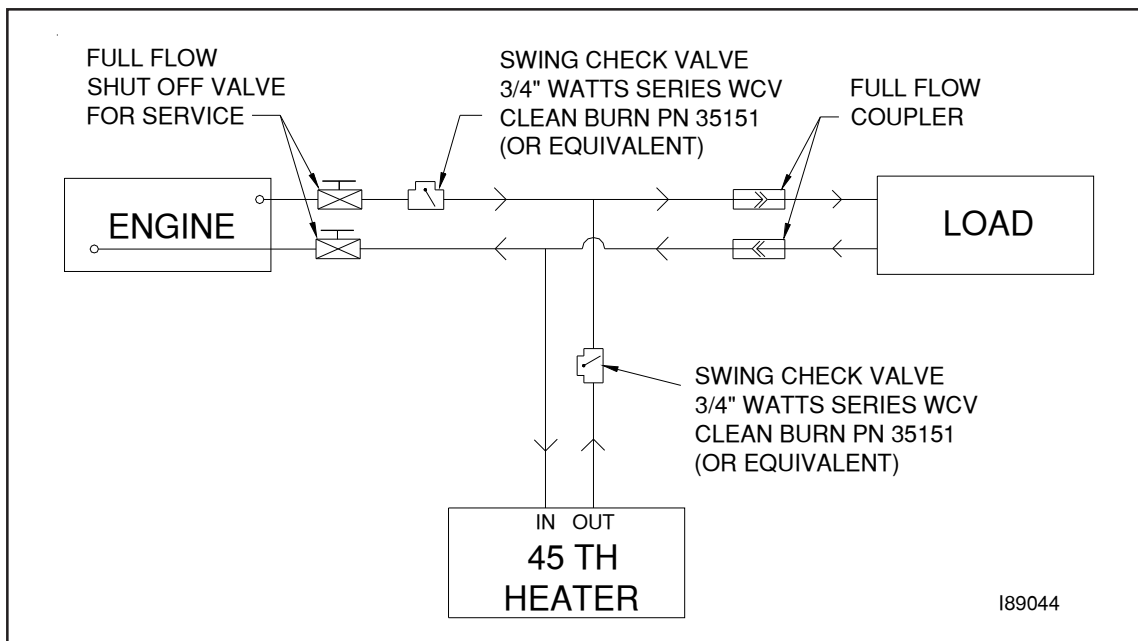 FULL FLOW
SHUT OFF VALVE
FOR SERVICE
SWING CHECK VALVE
3/4" WATTS SERIES WCV
CLEAN BURN PN 35151
(OR EQUIVALENT)
FULL FLOW
COUPLER
ENGINE
LOAD
SWING CHECK VALVE
3/4" WATTS SERIES WCV
CLEAN BURN PN 35151
(OR EQUIVALENT)
IN OUT
45 TH
HEATER
I89044